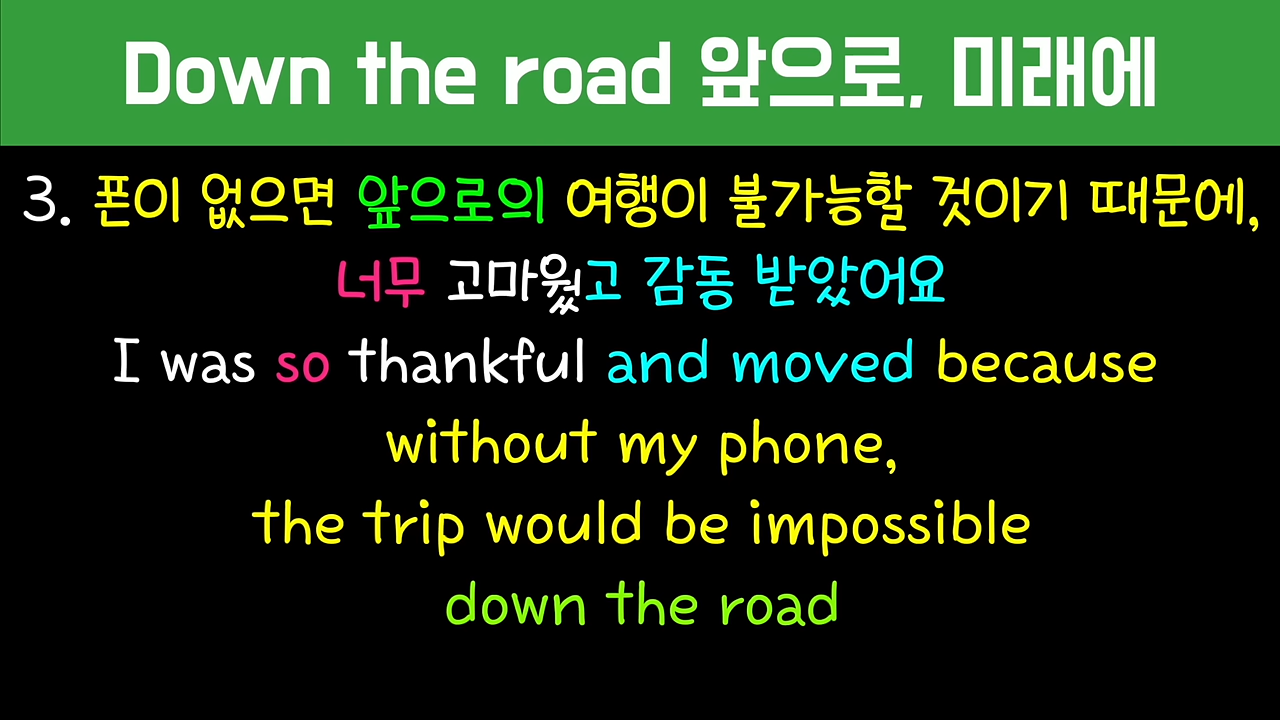 Down the road 앞으로, 미래에
3. 폰이 없으면 앞으로의 여행이 불가능할 것이기 때문에,
너무 고마웠고 감동 받았어요
I was so thankful and moved because
without my phone,
the trip would be impossible
down the road